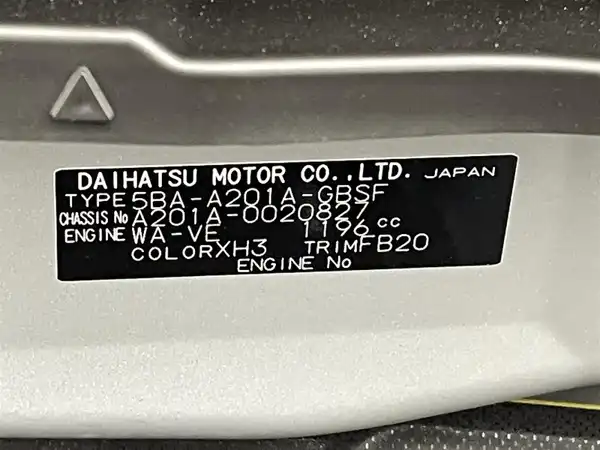 DAIHATSU MOTOR CO.,LTD. JAPAN
TYPE 5BA-A201A-GBSF
CHASSIS No A201A-0020827
ENGINE WA-VE 1196 cc
COLOR XH3 TRIM FB20
ENGINE No